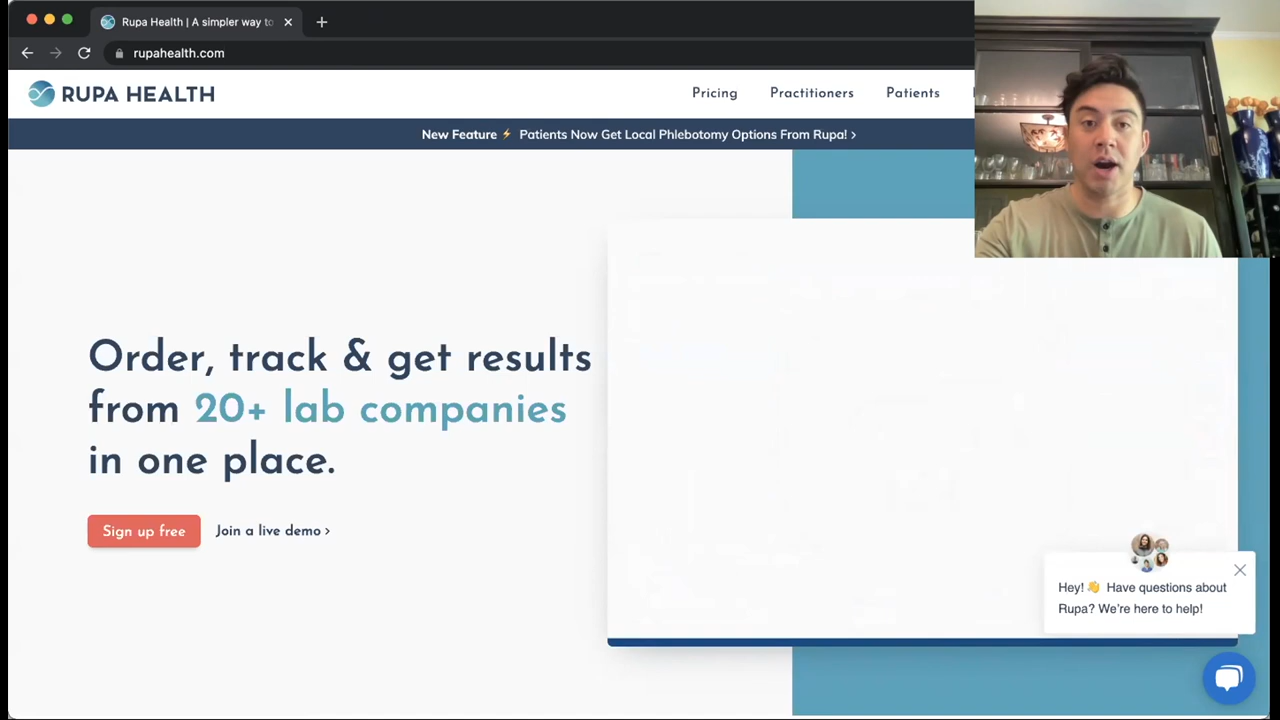 Rupa Health | A simpler way to
rupahealth.com
RUPA HEALTH
Pricing
Practitioners
Patients
New Feature ⚡ Patients Now Get Local Phlebotomy Options From Rupa! >
Order, track & get results
from 20+ lab companies
in one place.
Sign up free
Join a live demo >
Hey! 👋 Have questions about
Rupa? We're here to help!